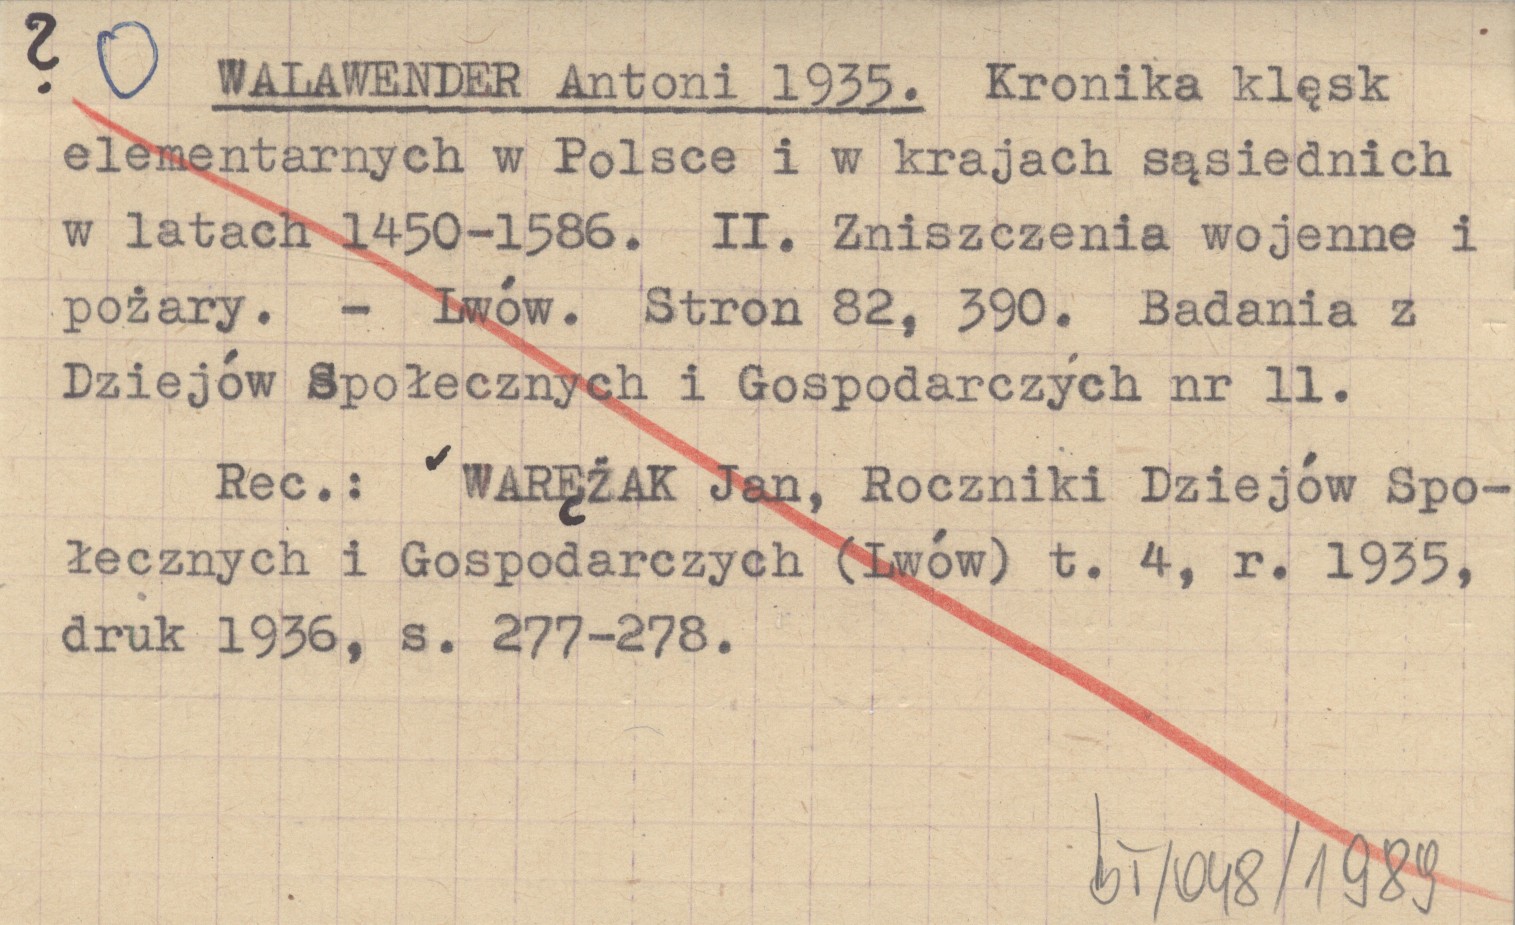 ?
WALAWENDER Antoni 1935. Kronika klęsk
elementarnych w Polsce i w krajach sąsiednich
w latach 1450-1586. II. Zniszczenia wojenne i
pożary. - Lwów. Stron 82, 390. Badania z
Dziejów Społecznych i Gospodarczych nr 11.
Rec.: ✓ WARĘŻAK Jan, Roczniki Dziejów Spo-
łecznych i Gospodarczych (Lwów) t. 4, r. 1935,
druk 1936, s. 277-278.
bT/048/1989